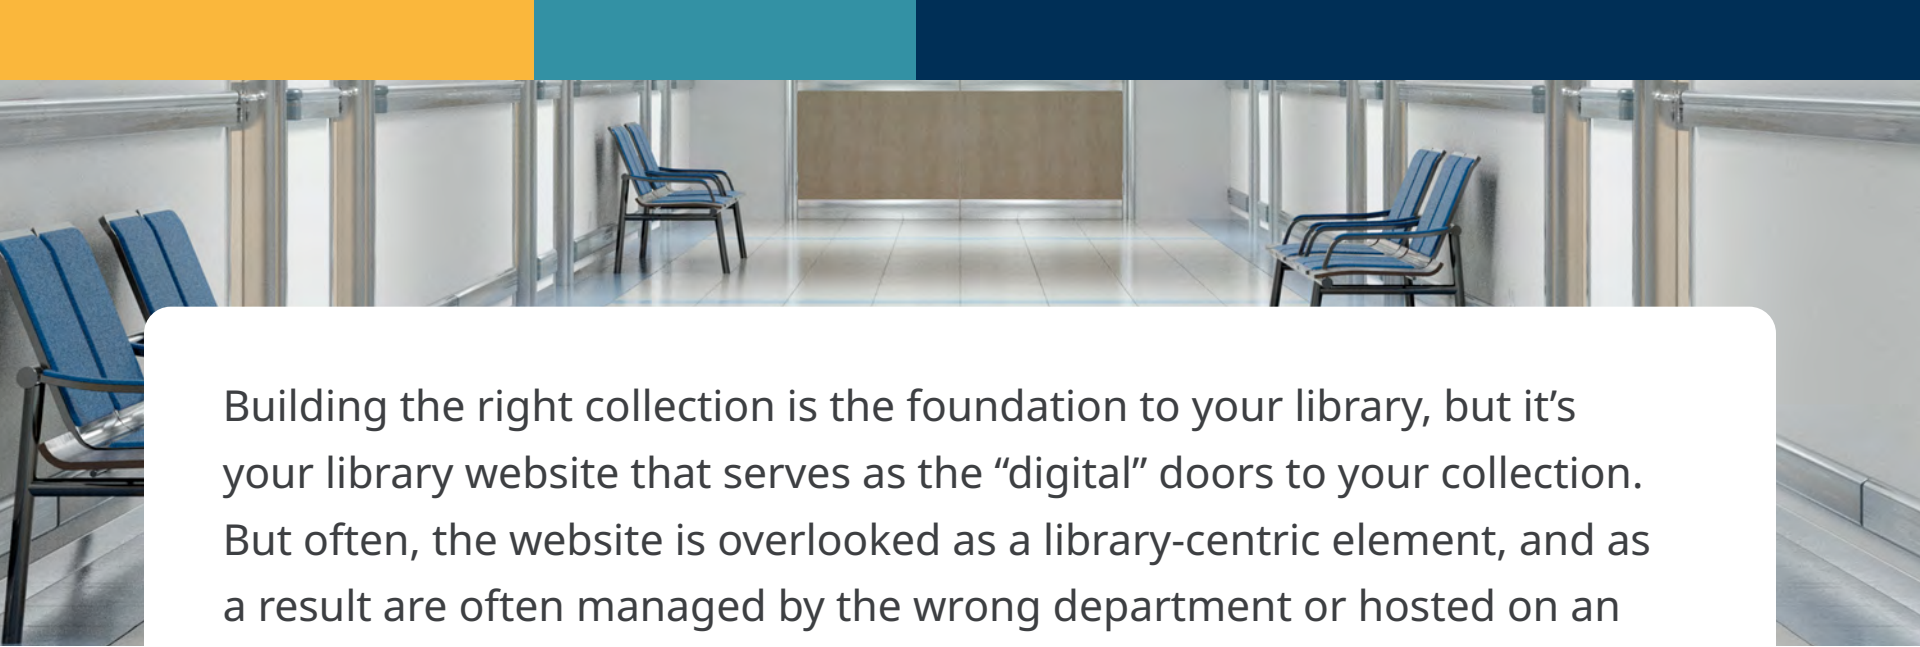 Building the right collection is the foundation to your library, but it’s
your library website that serves as the “digital” doors to your collection.
But often, the website is overlooked as a library-centric element, and as
a result are often managed by the wrong department or hosted on an